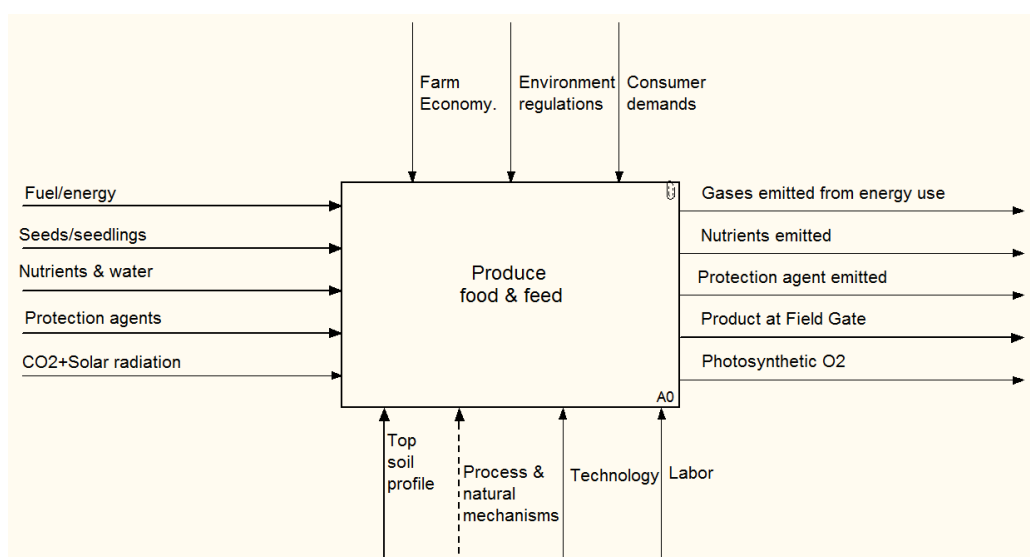 Farm
Economy.
Environment
regulations
Consumer
demands
Fuel/energy
Seeds/seedlings
Nutrients & water
Protection agents
CO2+Solar radiation
Produce
food & feed
A0
Gases emitted from energy use
Nutrients emitted
Protection agent emitted
Product at Field Gate
Photosynthetic O2
Top
soil
profile
Process &
natural
mechanisms
Technology
Labor